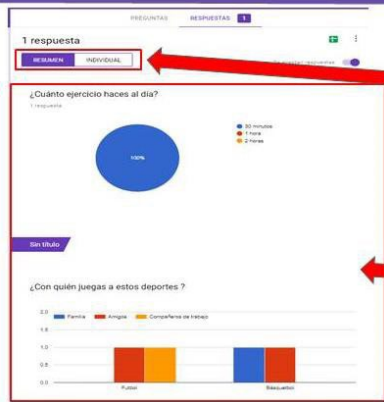 PREGUNTAS RESPUESTAS 1
1 respuesta
RESUMEN INDIVIDUAL
respuestas
¿Cuánto ejercicio haces al día?
1 respuesta
100%
30 minutos
1 hora
2 horas
Sin título
¿Con quién juegas a estos deportes ?
2.0
Familia Amigos Compañeros de trabajo
1.5
1.0
0.5
0.0
Futbol Basquetbol